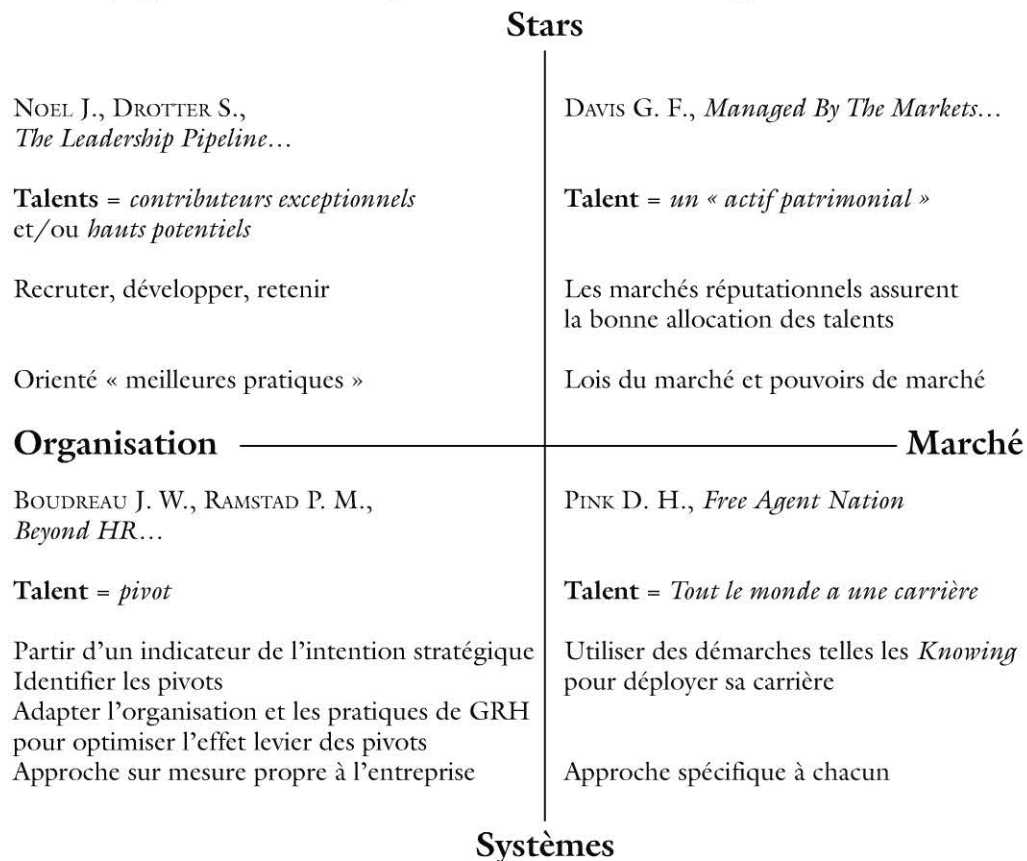 Stars
NOEL J., DROTTER S.,
The Leadership Pipeline…
Talents = contributeurs exceptionnels
et/ou hauts potentiels
Recruter, développer, retenir
Orienté « meilleures pratiques »
DAVIS G. F., Managed By The Markets…
Talent = un « actif patrimonial »
Les marchés réputationnels assurent
la bonne allocation des talents
Lois du marché et pouvoirs de marché
Organisation
Marché
BOUDREAU J. W., RAMSTAD P. M.,
Beyond HR…
Talent = pivot
Partir d’un indicateur de l’intention stratégique
Identifier les pivots
Adapter l’organisation et les pratiques de GRH
pour optimiser l’effet levier des pivots
Approche sur mesure propre à l’entreprise
PINK D. H., Free Agent Nation
Talent = Tout le monde a une carrière
Utiliser des démarches telles les Knowing
pour déployer sa carrière
Approche spécifique à chacun
Systèmes